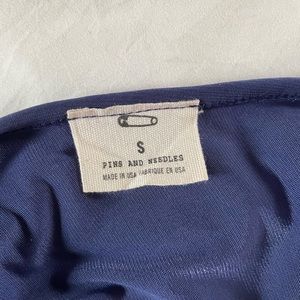 S
PINS AND NEEDLES
MADE IN USA FABRIQUE EN USA